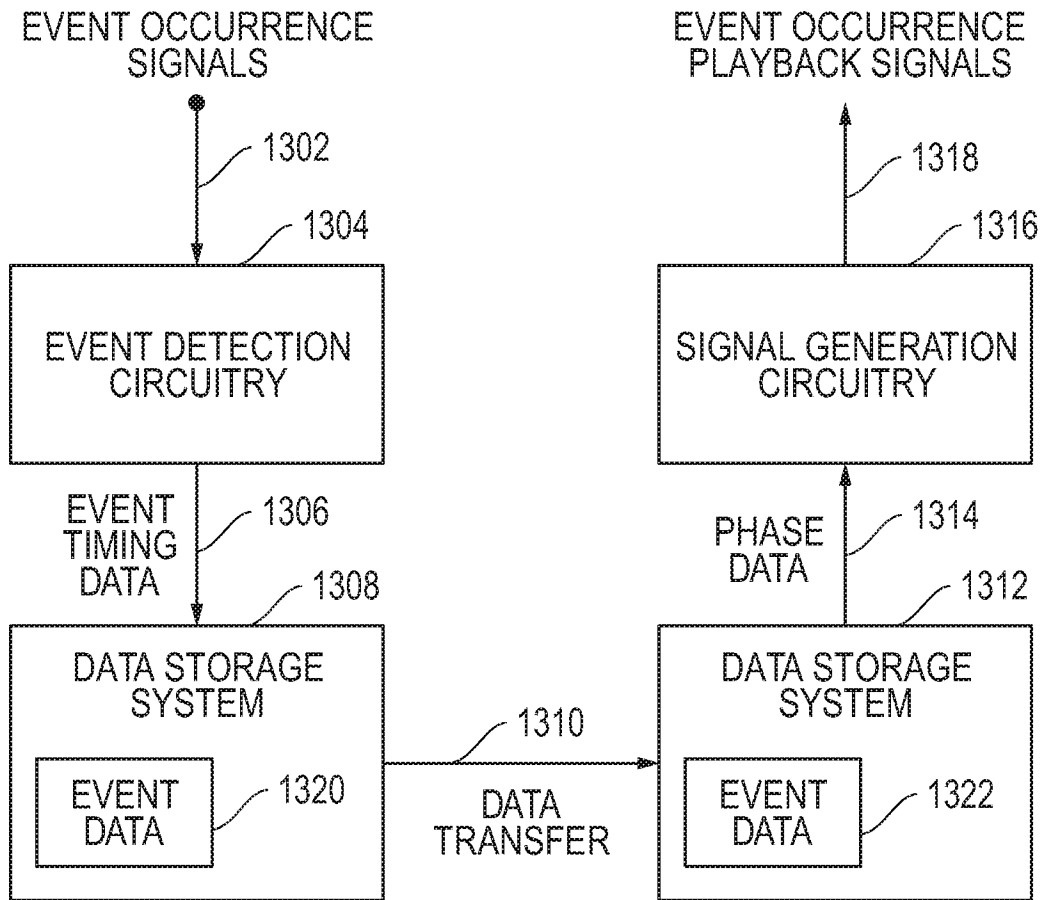 EVENT OCCURRENCE
SIGNALS
1302
1304
EVENT DETECTION
CIRCUITRY
EVENT
TIMING
DATA
1306
1308
DATA STORAGE
SYSTEM
EVENT
DATA
1320
1310
DATA
TRANSFER
EVENT OCCURRENCE
PLAYBACK SIGNALS
1318
1316
SIGNAL GENERATION
CIRCUITRY
PHASE
DATA
1314
1312
DATA STORAGE
SYSTEM
EVENT
DATA
1322